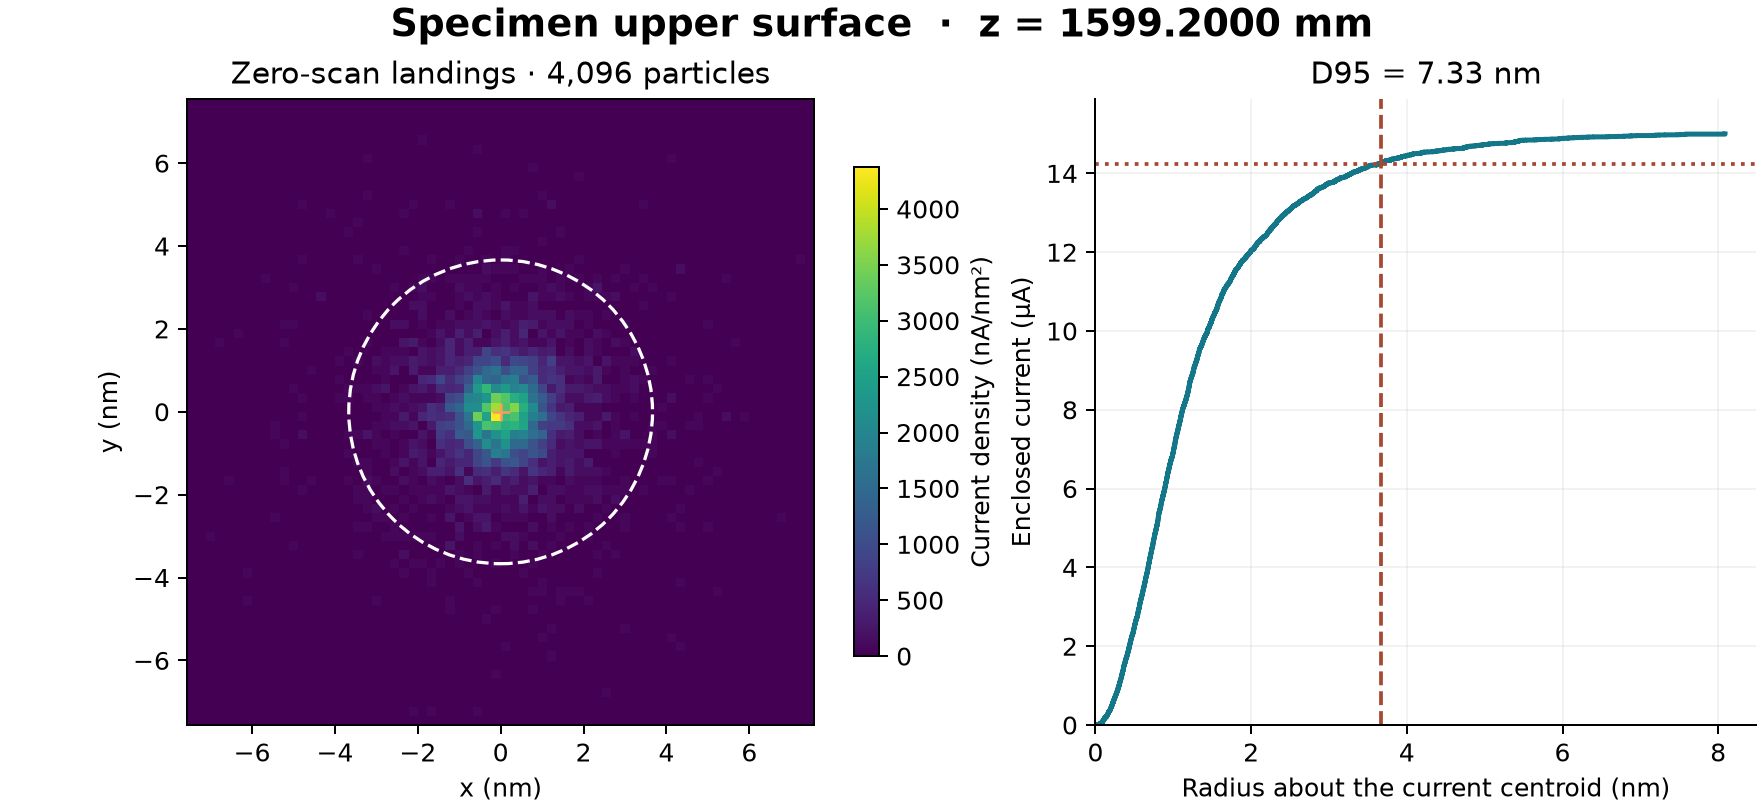 Specimen upper surface · z = 1599.2000 mm
Zero-scan landings · 4,096 particles
6
4
2
0
−2
−4
−6
y (nm)
−6 −4 −2 0 2 4 6
x (nm)
4000
3500
3000
2500
2000
1500
1000
500
0
Current density (nA/nm²)
D95 = 7.33 nm
14
12
10
8
6
4
2
0
Enclosed current (µA)
0 2 4 6 8
Radius about the current centroid (nm)